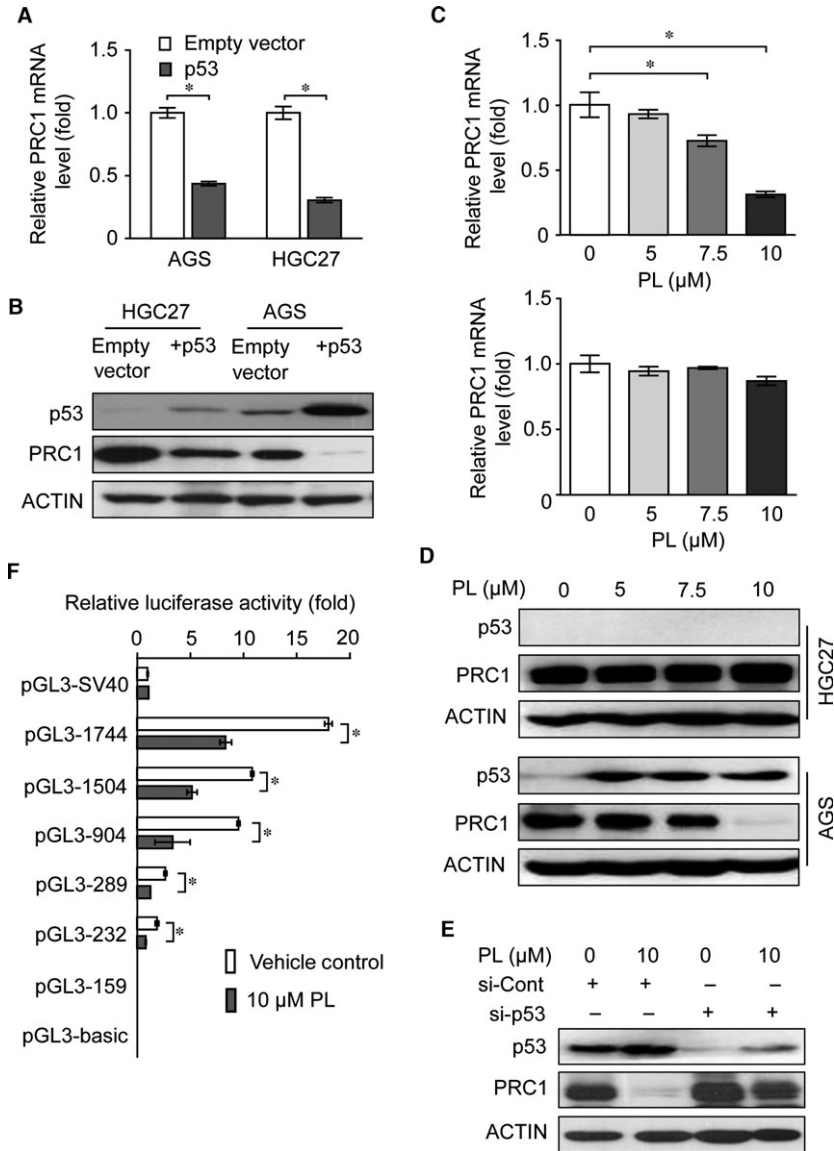 A
Empty vector
p53
Relative PRC1 mRNA
level (fold)
1.5
1.0
0.5
0
*
*
AGS
HGC27
B
HGC27
AGS
Empty
vector
+p53
Empty
vector
+p53
p53
PRC1
ACTIN
C
Relative PRC1 mRNA
level (fold)
1.5
1.0
0.5
0
*
*
0 5 7.5 10
PL (µM)
Relative PRC1 mRNA
level (fold)
1.5
1.0
1.0
0
0 5 7.5 10
PL (µM)
D
PL (µM) 0 5 7.5 10
p53
PRC1
ACTIN
HGC27
p53
PRC1
ACTIN
AGS
E
PL (µM) 0 10 0 10
si-Cont + + – –
si-p53 – – + +
p53
PRC1
ACTIN
F
Relative luciferase activity (fold)
0 5 10 15 20
pGL3-SV40
pGL3-1744 *
pGL3-1504 *
pGL3-904 *
pGL3-289 *
pGL3-232 *
pGL3-159
pGL3-basic
Vehicle control
10 µM PL